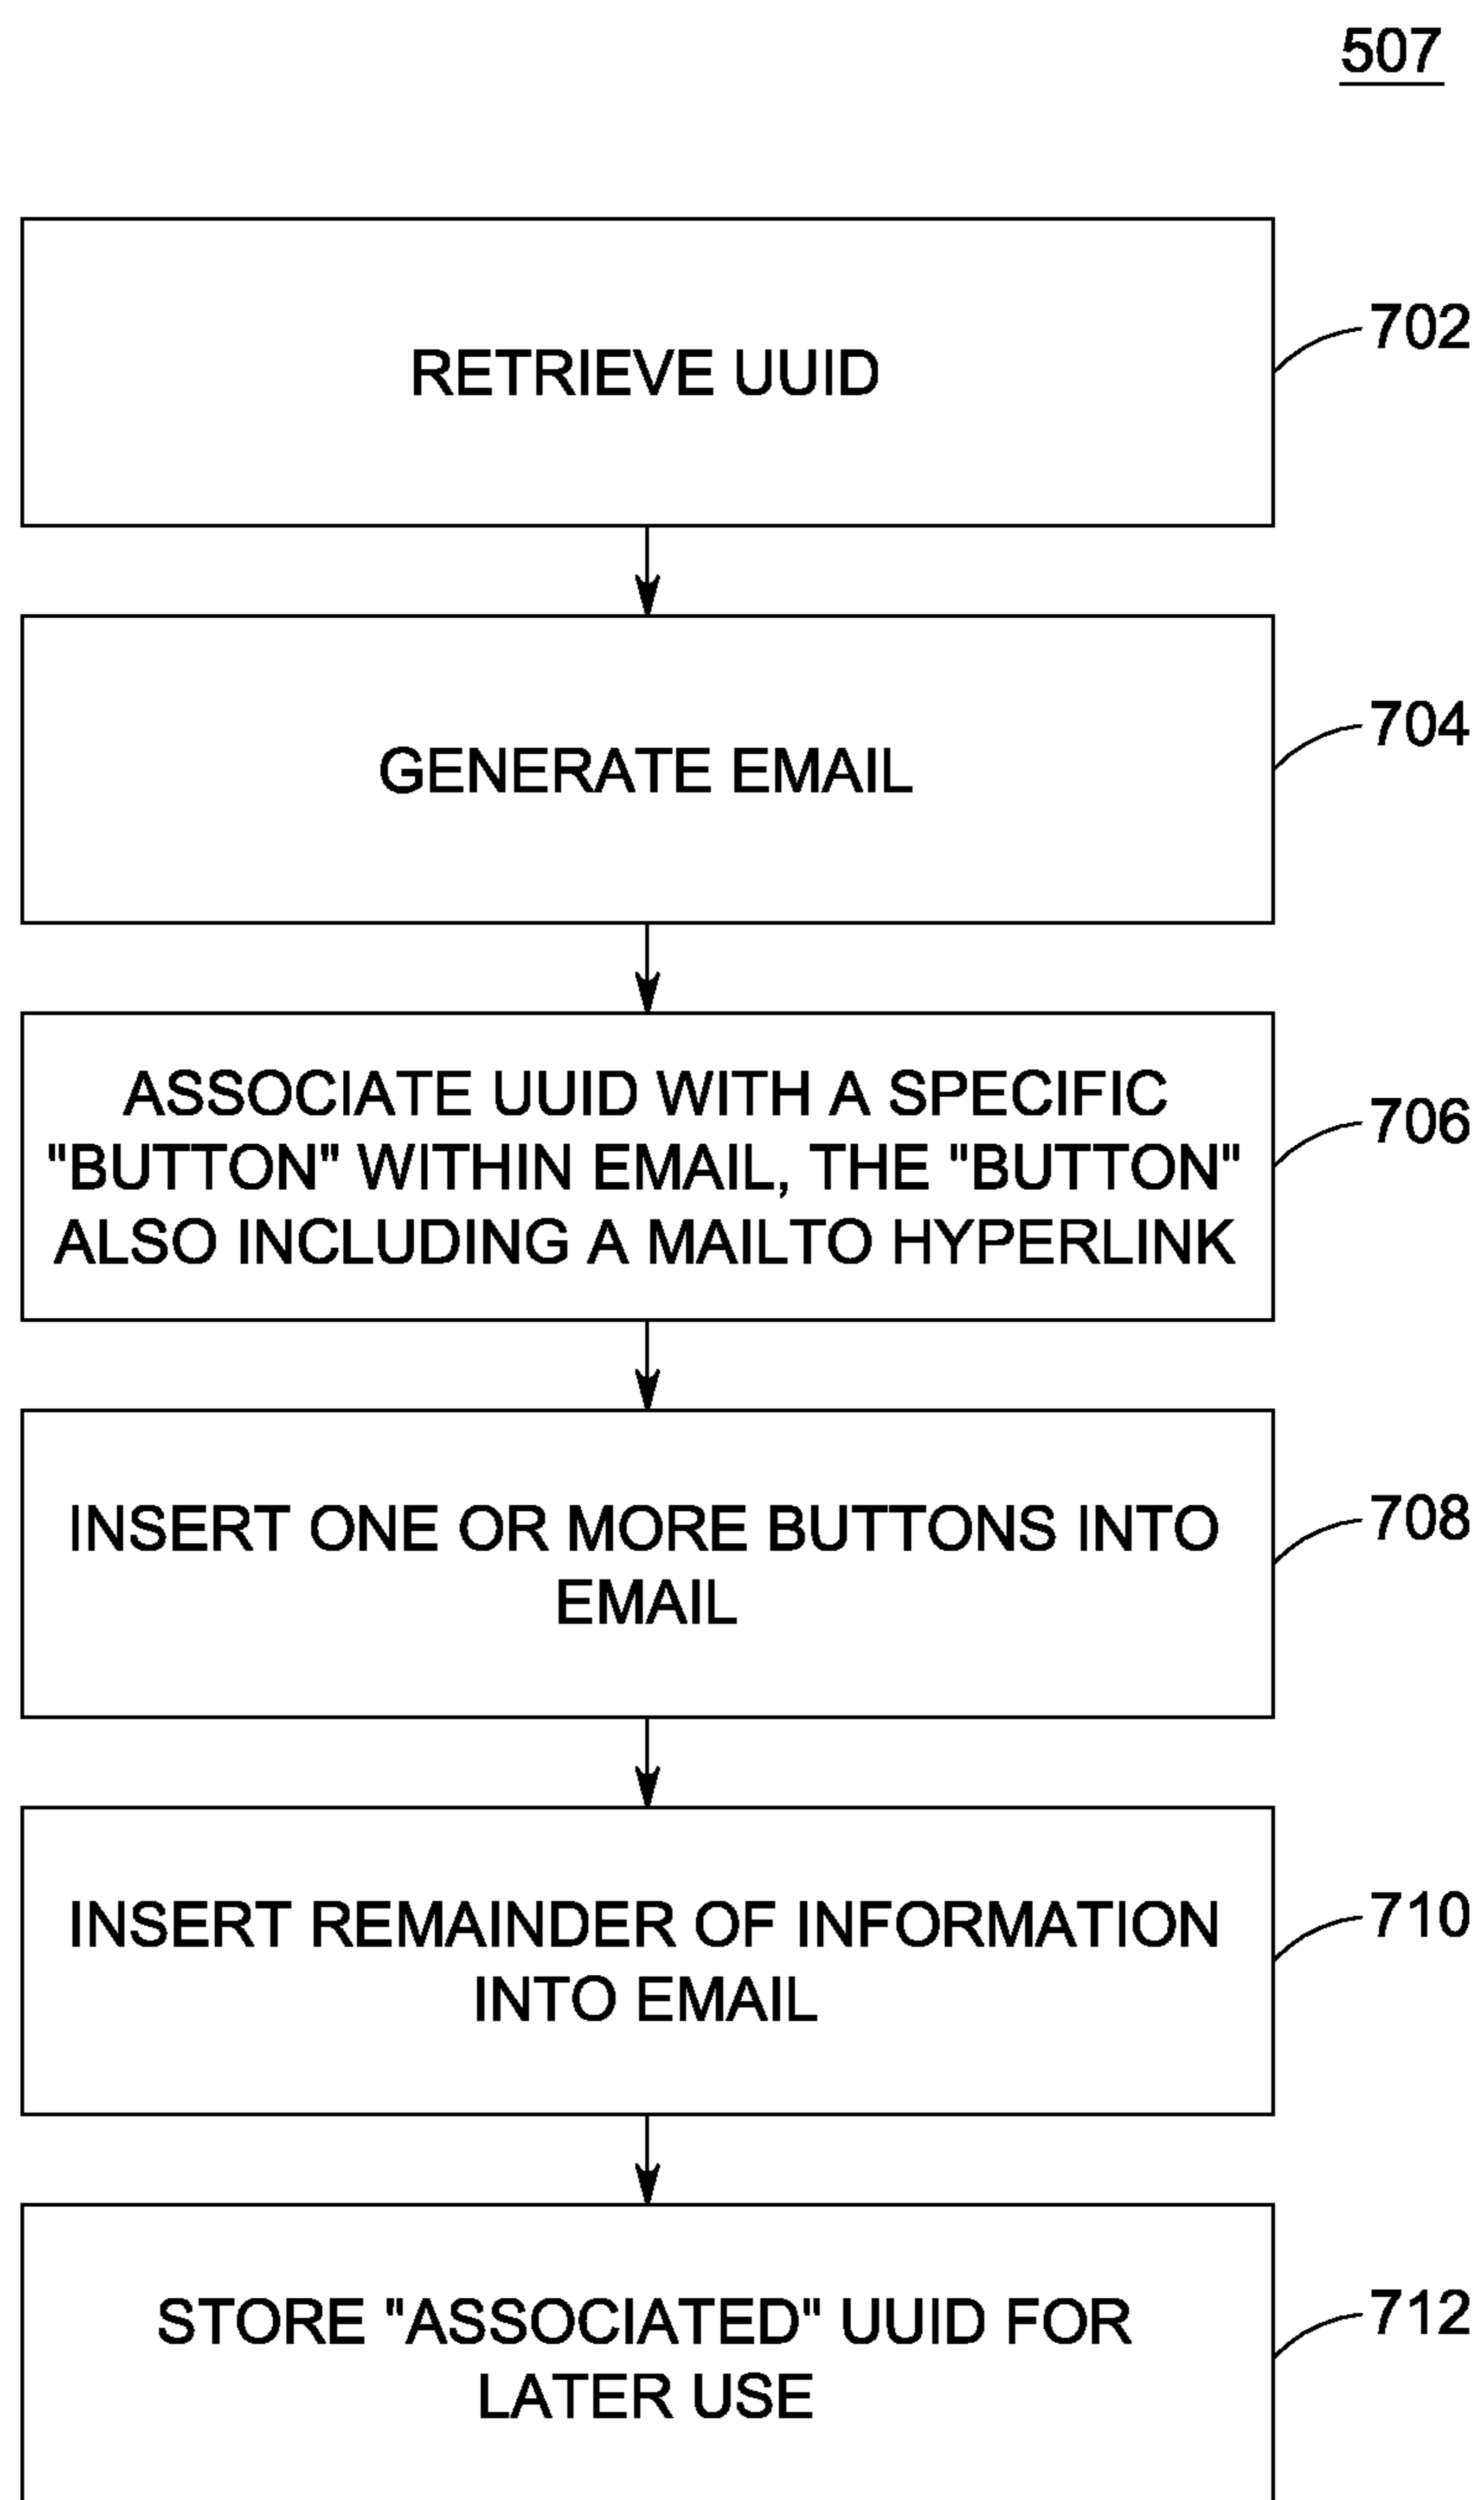 507
RETRIEVE UUID
702
GENERATE EMAIL
704
ASSOCIATE UUID WITH A SPECIFIC
"BUTTON" WITHIN EMAIL, THE "BUTTON"
ALSO INCLUDING A MAILTO HYPERLINK
706
INSERT ONE OR MORE BUTTONS INTO
EMAIL
708
INSERT REMAINDER OF INFORMATION
INTO EMAIL
710
STORE "ASSOCIATED" UUID FOR
LATER USE
712